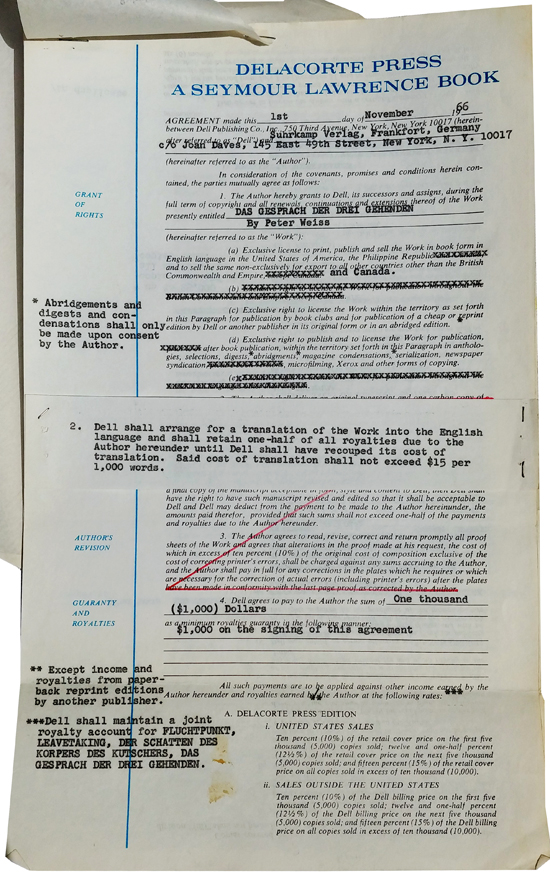 DELACORTE PRESS
A SEYMOUR LAWRENCE BOOK
AGREEMENT made this 1st day of November 1966
between Dell Publishing Co., Inc. 750 Third Avenue, New York, New York 10017 (herein-
after referred to as "Dell") and Suhrkamp Verlag, Frankfort, Germany
c/o Joan Daves, 145 East 49th Street, New York, N. Y. 10017
(hereinafter referred to as the "Author").
In consideration of the covenants, promises and conditions herein con-
tained, the parties mutually agree as follows:
GRANT
OF
RIGHTS
1. The Author hereby grants to Dell, its successors and assigns, during the
full term of copyright and all renewals, continuations and extensions thereof the Work
presently entitled DAS GESPRACH DER DREI GEHENDEN
By Peter Weiss
(hereinafter referred to as the "Work"):
(a) Exclusive license to print, publish and sell the Work in book form in
English language in the United States of America, the Philippine Republic
and to sell the same non-exclusively for export to all other countries other than the British
Commonwealth and Empire, and Canada.
(b)
* Abridgements and
digests and con-
densations shall only
be made upon consent
by the Author.
(c) Exclusive right to license the Work within the territory as set forth
in this Paragraph for publication by book clubs and for publication of a cheap or reprint
edition by Dell or another publisher in its original form or in an abridged edition.*
(d) Exclusive right to publish and to license the Work for publication,
after book publication, within the territory set forth in this Paragraph in antholo-
gies, selections, digests,* abridgments,* magazine condensations,* serialization, newspaper
syndication, microfilming, Xerox and other forms of copying.
(e)
2. Dell shall arrange for a translation of the Work into the English
language and shall retain one-half of all royalties due to the
Author hereunder until Dell shall have recouped its cost of
translation. Said cost of translation shall not exceed $15 per
1,000 words.
a final copy of the manuscript acceptable in form, style and content to Dell, then Dell shall
have the right to have such manuscript revised and edited so that it shall be acceptable to
Dell and Dell may deduct from the payment to be made to the Author hereinunder, the
amounts paid therefor, provided that such sums shall not exceed one-half of the payments
and royalties due to the Author hereunder.
AUTHOR'S
REVISION
3. The Author agrees to read, revise, correct and return promptly all proof
sheets of the Work and agrees that alterations in the proof made at his request, the cost of
which in excess of ten percent (10%) of the original cost of composition exclusive of the
cost of correcting printer's errors, shall be charged against any sums accruing to the Author,
and the Author shall pay in full for any corrections in the plates which he requires or which
are necessary for the correction of actual errors (including printer's errors) after the plates
have been made in conformity with the last page proof as corrected by the Author.
GUARANTY
AND
ROYALTIES
4. Dell agrees to pay to the Author the sum of One thousand
($1,000) Dollars
as a minimum royalties guaranty in the following manner:
$1,000 on the signing of this agreement
** Except income and
royalties from paper-
back reprint editions
by another publisher.
All such payments are to be applied against other income earned by the
Author hereunder and royalties earned by the Author at the following rates: ***
***Dell shall maintain a joint
royalty account for FLUCHTPUNKT,
LEAVETAKING, DER SCHATTEN DES
KORPERS DES KUTSCHERS, DAS
GESPRACH DER DREI GEHENDEN.
A. DELACORTE PRESS EDITION
i. UNITED STATES SALES
Ten percent (10%) of the retail cover price on the first five
thousand (5,000) copies sold; twelve and one-half percent
(12½%) of the retail cover price on the next five thousand
(5,000) copies sold; and fifteen percent (15%) of the retail cover
price on all copies sold in excess of ten thousand (10,000).
ii. SALES OUTSIDE THE UNITED STATES
Ten percent (10%) of the Dell billing price on the first five
thousand (5,000) copies sold; twelve and one-half percent
(12½%) of the Dell billing price on the next five thousand
(5,000) copies sold; and fifteen percent (15%) of the Dell billing
price on all copies sold in excess of ten thousand (10,000).